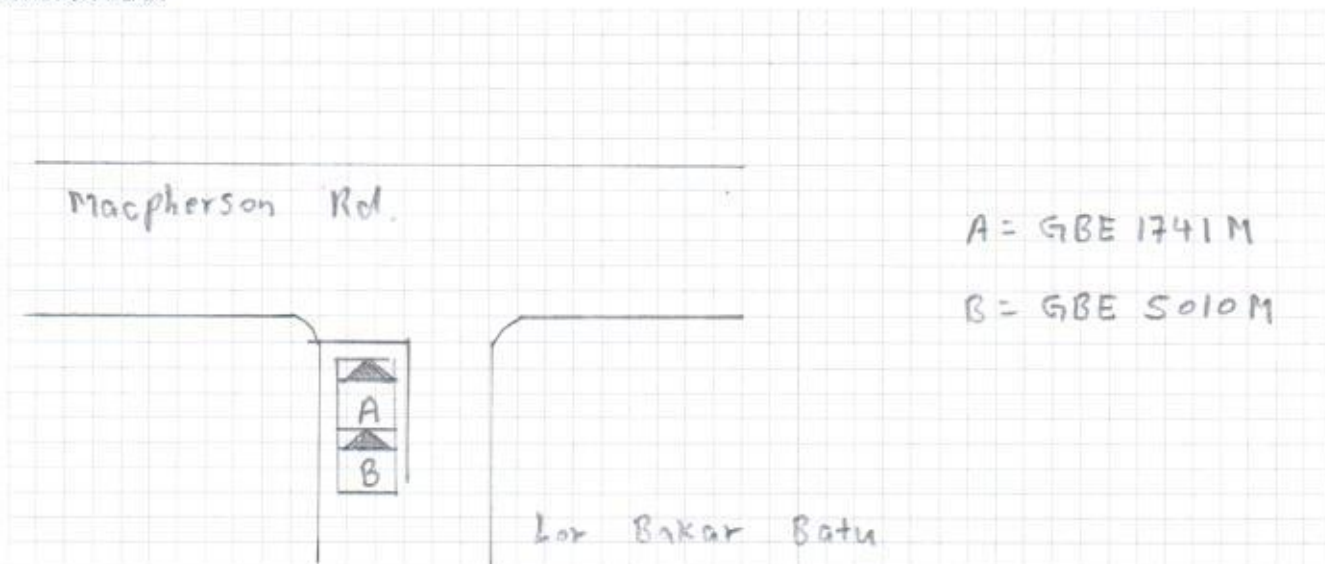 Macpherson Rd.
A = GBE 1741 M
B = GBE 5010 M
A
B
Lor Bakar Batu